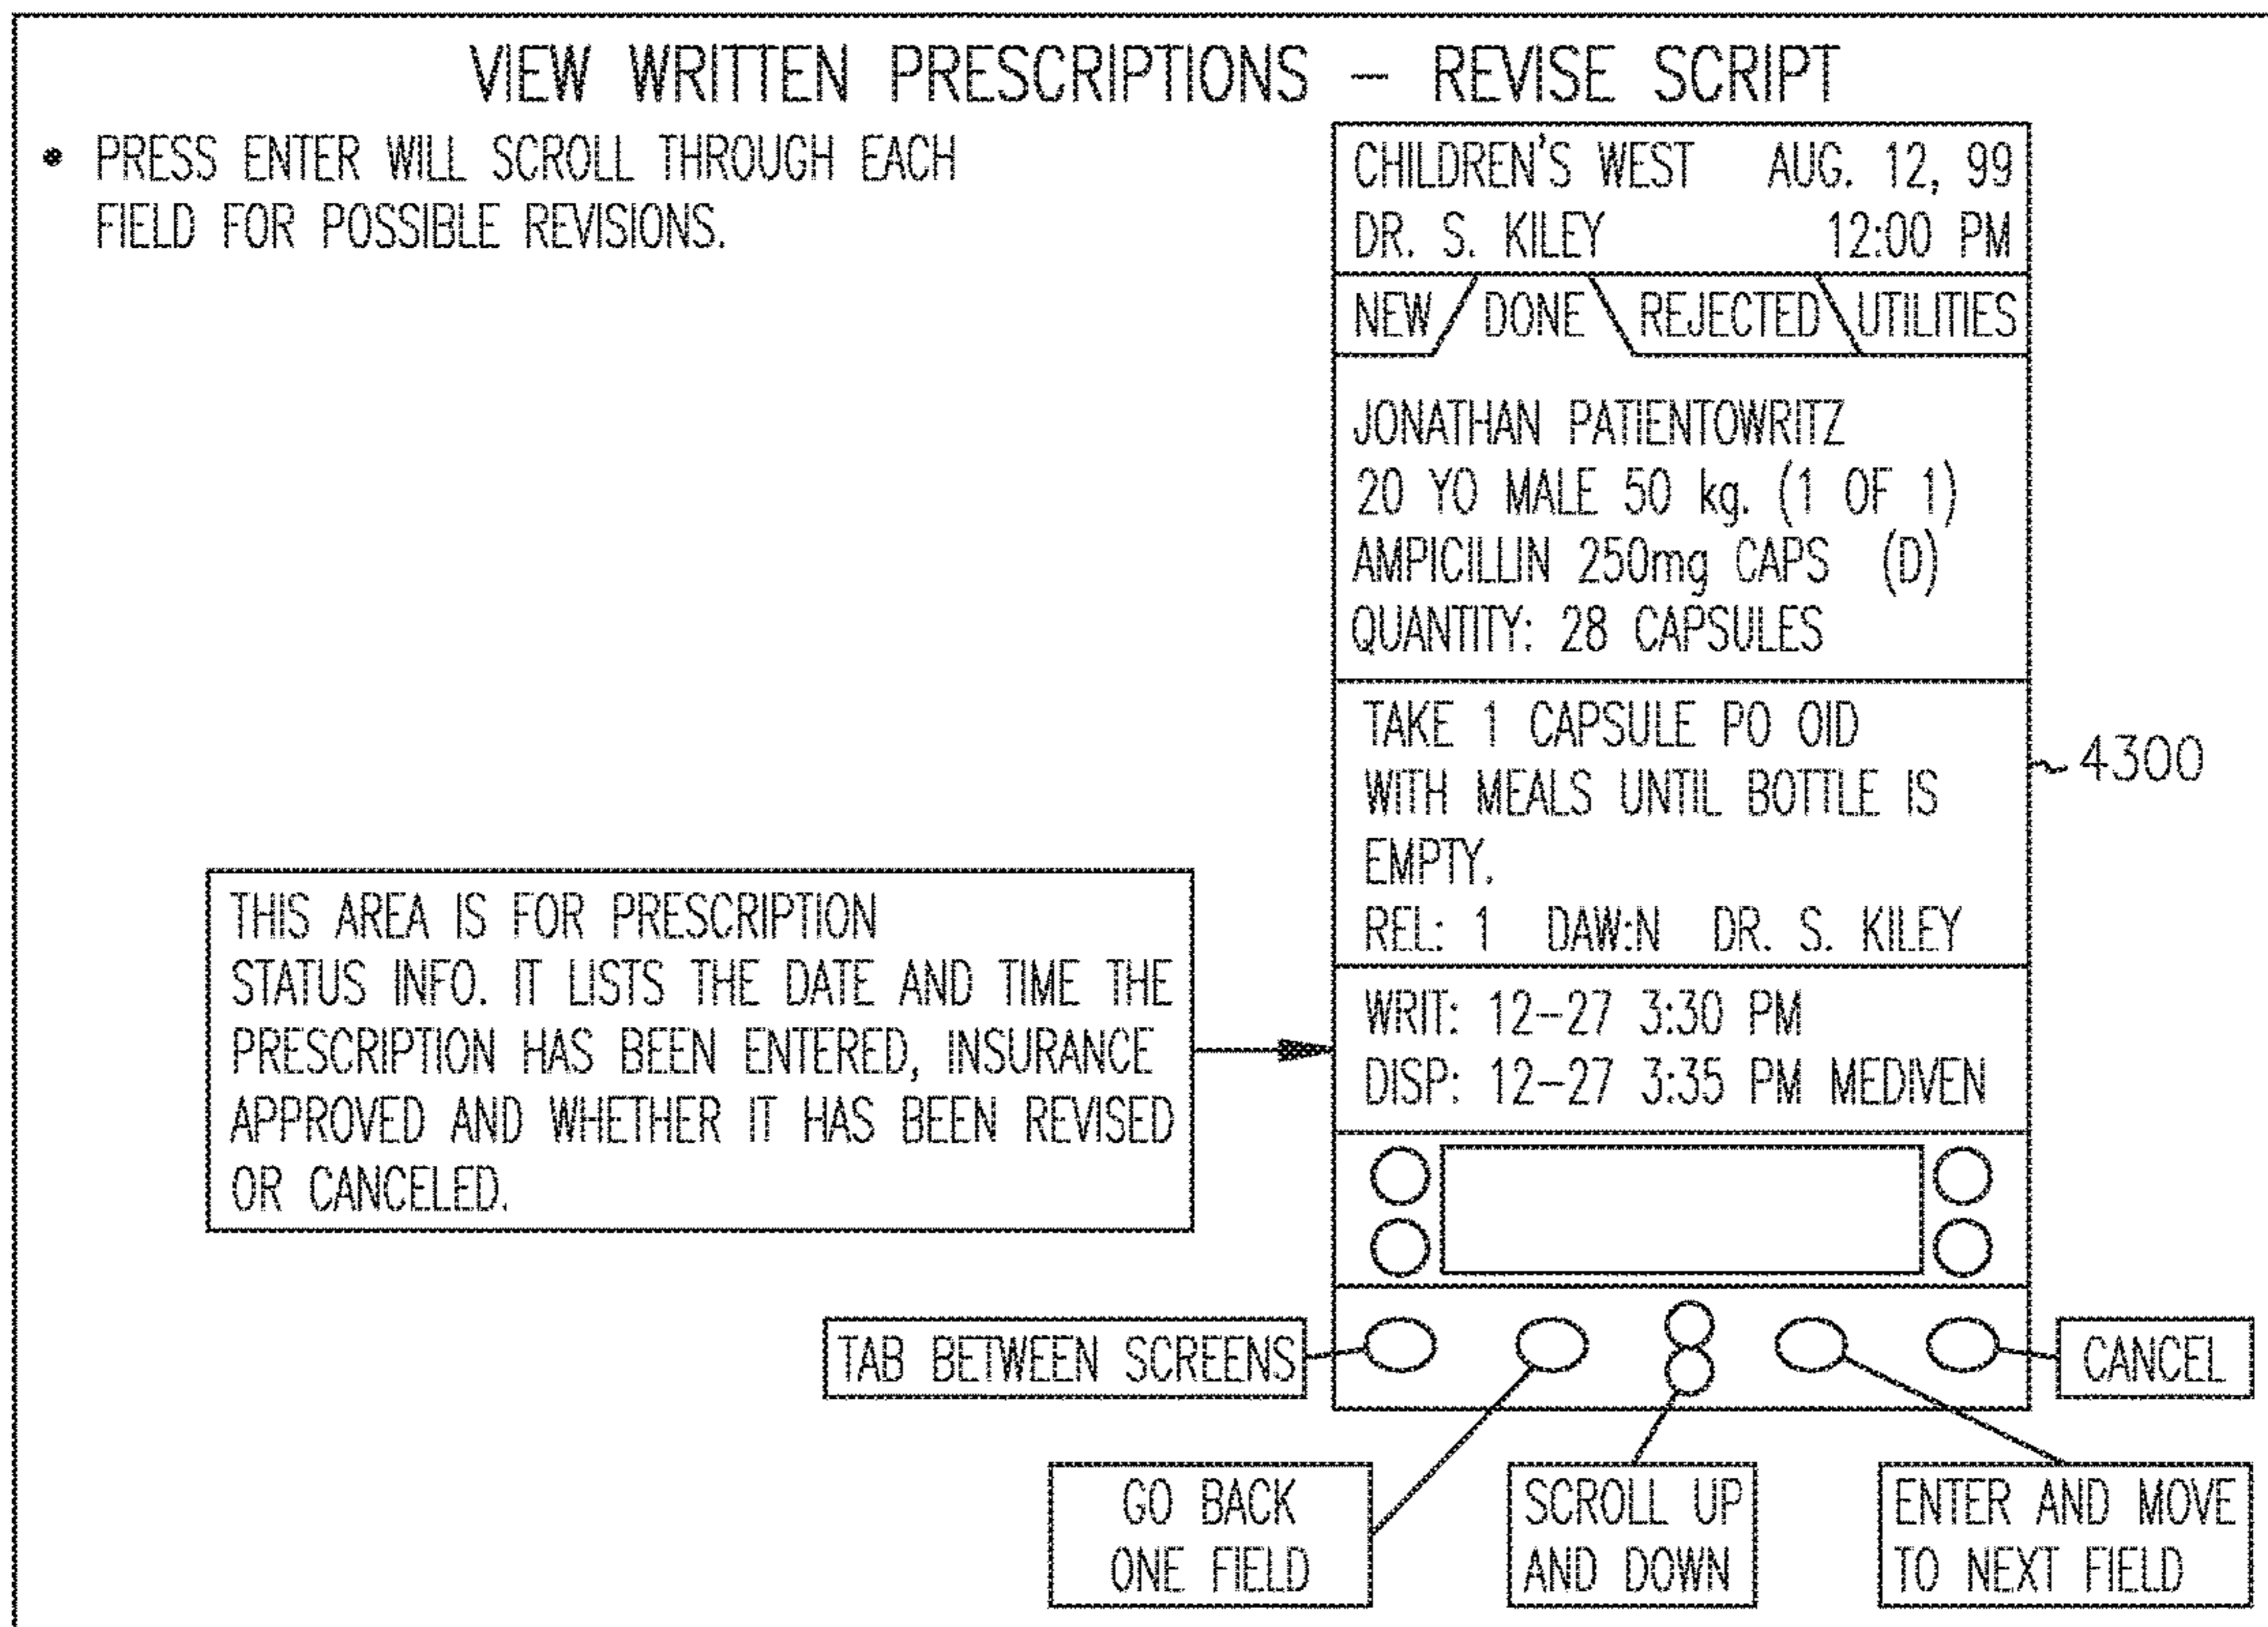 VIEW WRITTEN PRESCRIPTIONS – REVISE SCRIPT
• PRESS ENTER WILL SCROLL THROUGH EACH
FIELD FOR POSSIBLE REVISIONS.
CHILDREN'S WEST AUG. 12, 99
DR. S. KILEY 12:00 PM
NEW DONE REJECTED UTILITIES
JONATHAN PATIENTOWRITZ
20 YO MALE 50 kg. (1 OF 1)
AMPICILLIN 250mg CAPS (D)
QUANTITY: 28 CAPSULES
TAKE 1 CAPSULE PO OID
WITH MEALS UNTIL BOTTLE IS
EMPTY.
REL: 1 DAW:N DR. S. KILEY
4300
THIS AREA IS FOR PRESCRIPTION
STATUS INFO. IT LISTS THE DATE AND TIME THE
PRESCRIPTION HAS BEEN ENTERED, INSURANCE
APPROVED AND WHETHER IT HAS BEEN REVISED
OR CANCELED.
WRIT: 12–27 3:30 PM
DISP: 12–27 3:35 PM MEDIVEN
TAB BETWEEN SCREENS
CANCEL
GO BACK
ONE FIELD
SCROLL UP
AND DOWN
ENTER AND MOVE
TO NEXT FIELD